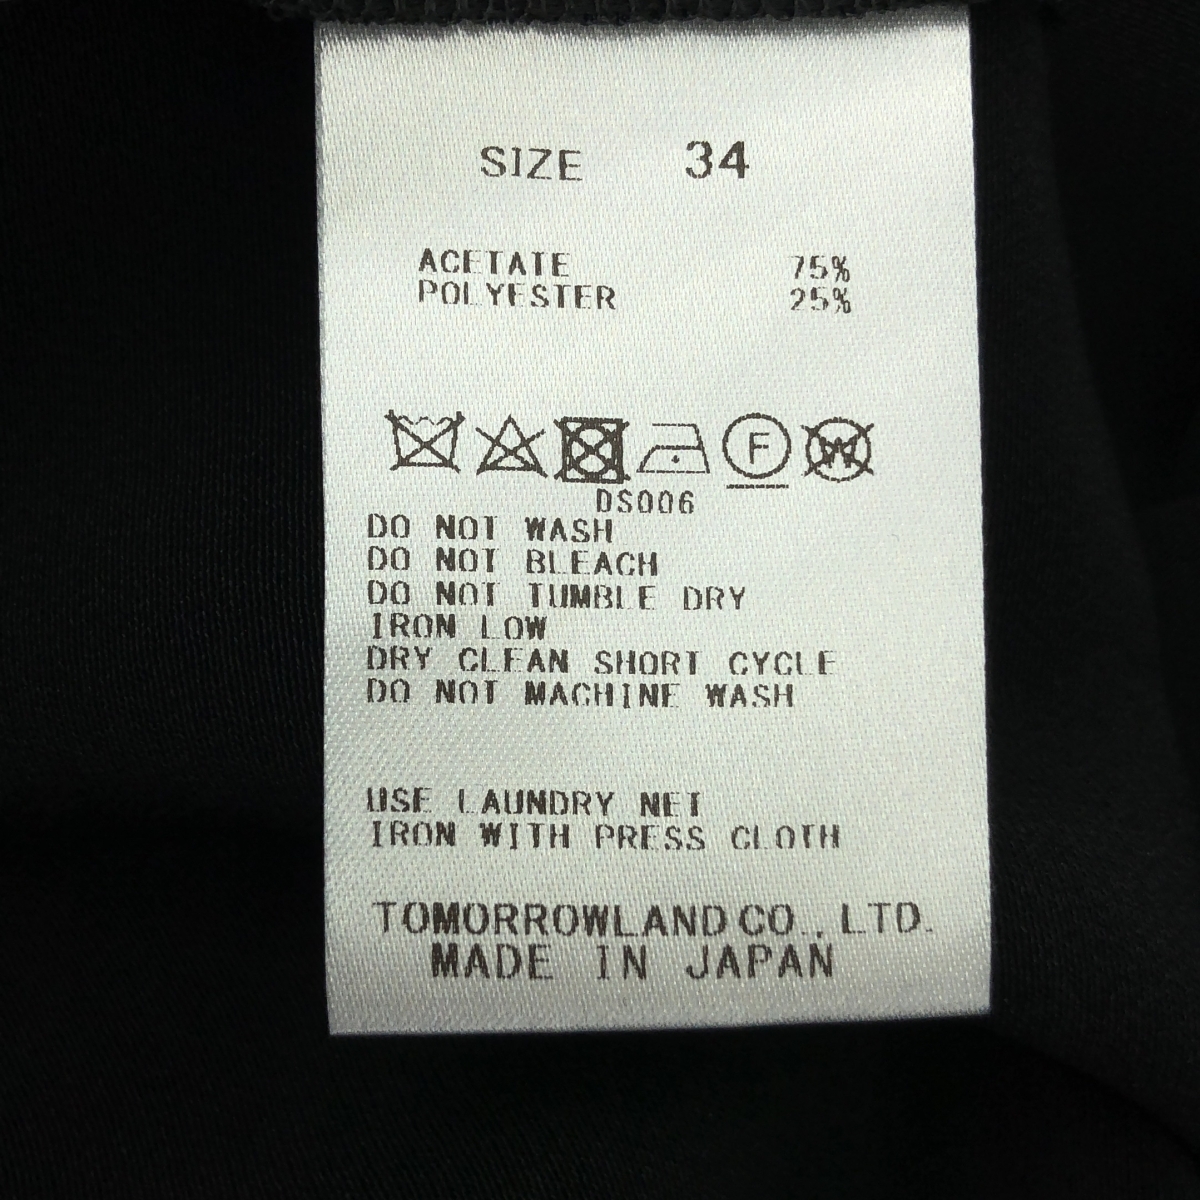 SIZE 34
ACETATE 75%
POLYESTER 25%
F W
DS006
DO NOT WASH
DO NOT BLEACH
DO NOT TUMBLE DRY
IRON LOW
DRY CLEAN SHORT CYCLE
DO NOT MACHINE WASH
USE LAUNDRY NET
IRON WITH PRESS CLOTH
TOMORROWLAND CO., LTD.
MADE IN JAPAN